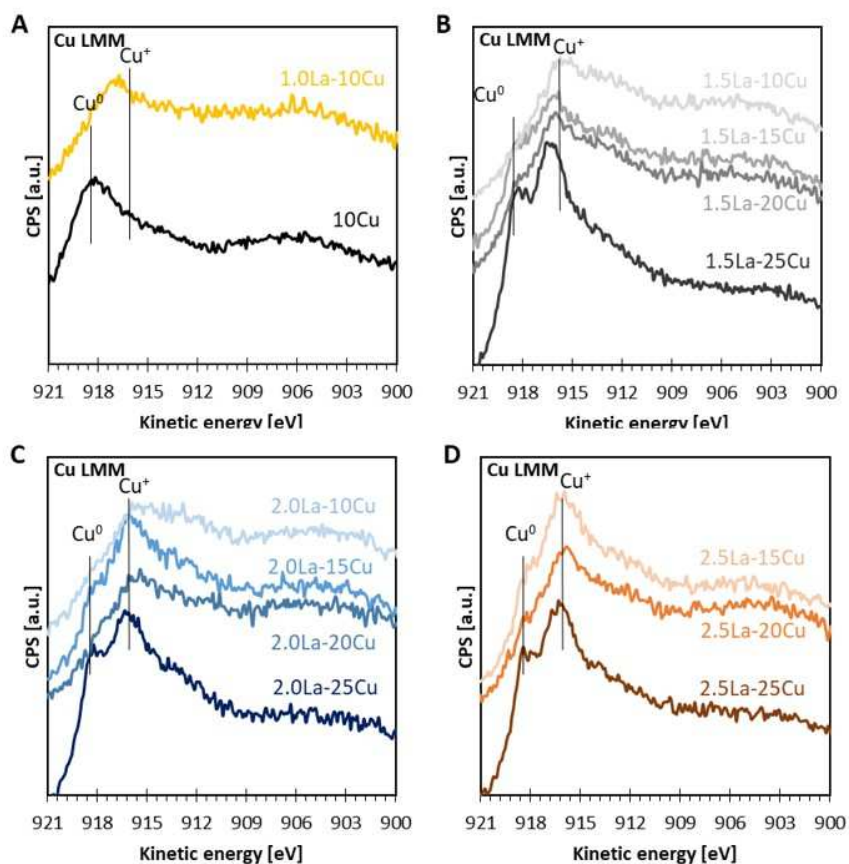 A
Cu LMM
Cu⁺
1.0La-10Cu
Cu⁰
10Cu
CPS [a.u.]
921 918 915 912 909 906 903 900
Kinetic energy [eV]
B
Cu LMM
Cu⁺
1.5La-10Cu
Cu⁰
1.5La-15Cu
1.5La-20Cu
1.5La-25Cu
CPS [a.u.]
921 918 915 912 909 906 903 900
Kinetic energy [eV]
C
Cu LMM
Cu⁺
2.0La-10Cu
Cu⁰
2.0La-15Cu
2.0La-20Cu
2.0La-25Cu
CPS [a.u.]
921 918 915 912 909 906 903 900
Kinetic energy [eV]
D
Cu LMM
Cu⁺
Cu⁰
2.5La-15Cu
2.5La-20Cu
2.5La-25Cu
CPS [a.u.]
921 918 915 912 909 906 903 900
Kinetic energy [eV]